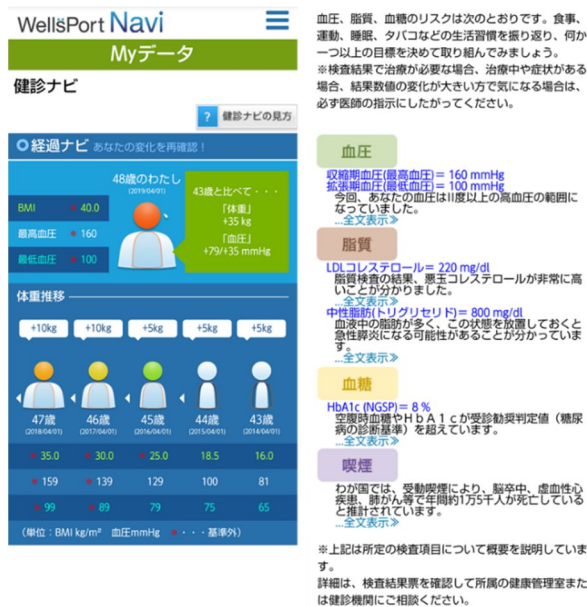 WellsPort Navi
Myデータ
健診ナビ
? 健診ナビの見方
経過ナビ あなたの変化を再確認！
48歳のわたし
(2019/04/01)
BMI ● 40.0
最高血圧 ● 160
最低血圧 ● 100
43歳と比べて・・・
「体重」
+35 kg
「血圧」
+79/+35 mmHg
体重推移
+10kg +10kg +5kg +5kg +5kg
47歳 46歳 45歳 44歳 43歳
(2018/04/01) (2017/04/01) (2016/04/01) (2015/04/01) (2014/04/01)
● 35.0 ● 30.0 ● 25.0 18.5 16.0
● 159 ● 139 129 100 81
● 99 ● 89 79 75 65
（単位：BMI kg/m² 血圧mmHg ●・・・基準外）
血圧、脂質、血糖のリスクは次のとおりです。食事、
運動、睡眠、タバコなどの生活習慣を振り返り、何か
一つ以上の目標を決めて取り組んでみましょう。
※検査結果で治療が必要な場合、治療中や症状がある
場合、結果数値の変化が大きい方で気になる場合は、
必ず医師の指示にしたがってください。
血圧
収縮期血圧(最高血圧)＝ 160 mmHg
拡張期血圧(最低血圧)＝ 100 mmHg
今回、あなたの血圧はII度以上の高血圧の範囲に
なっていました。
...全文表示≫
脂質
LDLコレステロール＝ 220 mg/dl
脂質検査の結果、悪玉コレステロールが非常に高
いことが分かりました。
...全文表示≫
中性脂肪(トリグリセリド)＝ 800 mg/dl
血液中の脂肪が多く、この状態を放置しておくと
急性膵炎になる可能性があることが分かっていま
す。
...全文表示≫
血糖
HbA1c (NGSP)＝ 8 %
空腹時血糖やＨｂＡ１ｃが受診勧奨判定値（糖尿
病の診断基準）を超えています。
...全文表示≫
喫煙
わが国では、受動喫煙により、脳卒中、虚血性心
疾患、肺がん等で年間約1万5千人が死亡している
と推計されています。
...全文表示≫
※上記は所定の検査項目について概要を説明していま
す。
詳細は、検査結果票を確認して所属の健康管理室また
は健診機関にご相談ください。